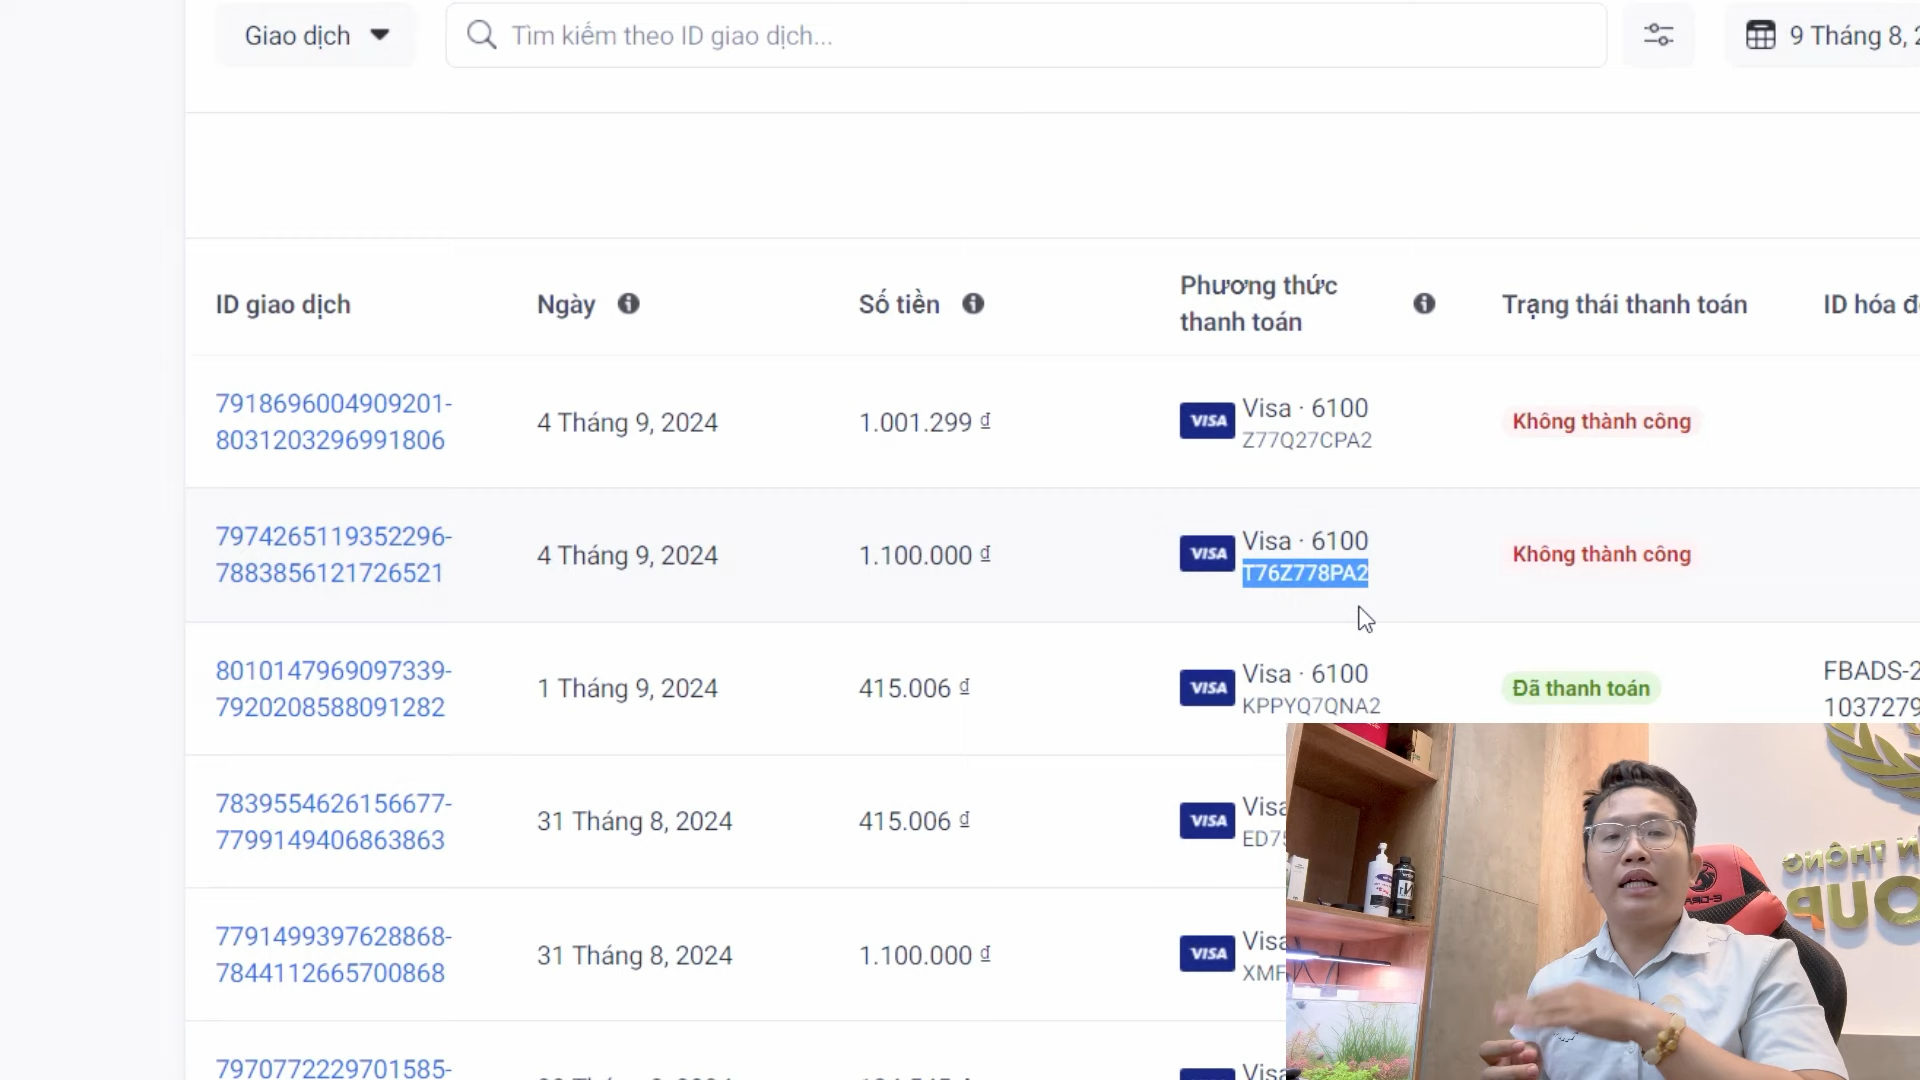 Giao dịch
Tìm kiếm theo ID giao dịch...
9 Tháng 8,
ID giao dịch
Ngày
Số tiền
Phương thức
thanh toán
Trạng thái thanh toán
ID hóa
7918696004909201-
8031203296991806
4 Tháng 9, 2024
1.001.299 ₫
VISA
Visa · 6100
Z77Q27CPA2
Không thành công
7974265119352296-
7883856121726521
4 Tháng 9, 2024
1.100.000 ₫
VISA
Visa · 6100
T76Z778PA2
Không thành công
8010147969097339-
7920208588091282
1 Tháng 9, 2024
415.006 ₫
VISA
Visa · 6100
KPPYQ7QNA2
Đã thanh toán
FBADS-2
1037279
7839554626156677-
7799149406863863
31 Tháng 8, 2024
415.006 ₫
VISA
Visa
ED75
7791499397628868-
7844112665700868
31 Tháng 8, 2024
1.100.000 ₫
VISA
Visa
XMF
7970772229701585-
Visa